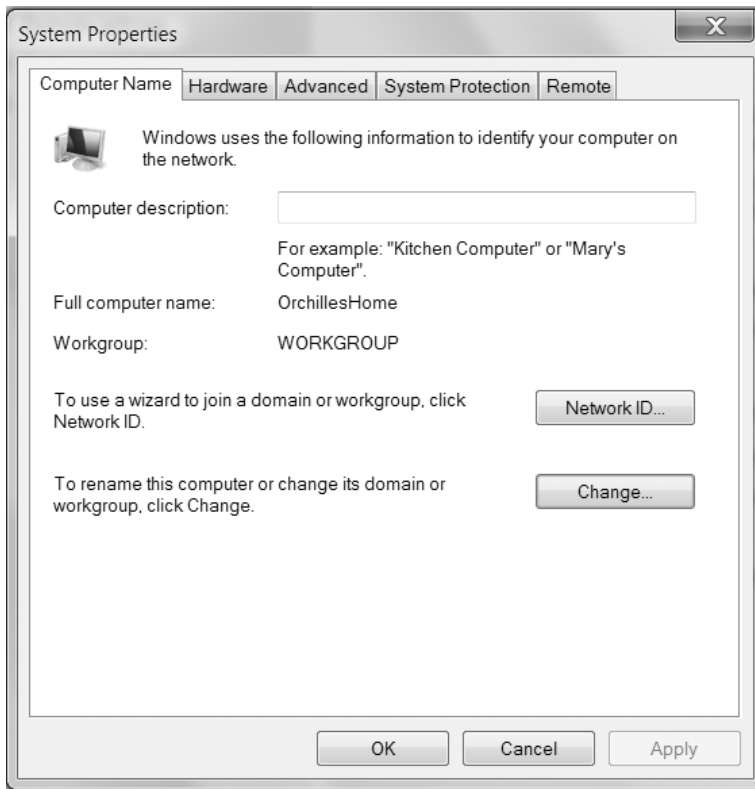 System Properties
X
Computer Name Hardware Advanced System Protection Remote
Windows uses the following information to identify your computer on
the network.
Computer description:
For example: "Kitchen Computer" or "Mary's
Computer".
Full computer name: OrchillesHome
Workgroup: WORKGROUP
To use a wizard to join a domain or workgroup, click
Network ID.
Network ID...
To rename this computer or change its domain or
workgroup, click Change.
Change...
OK Cancel Apply